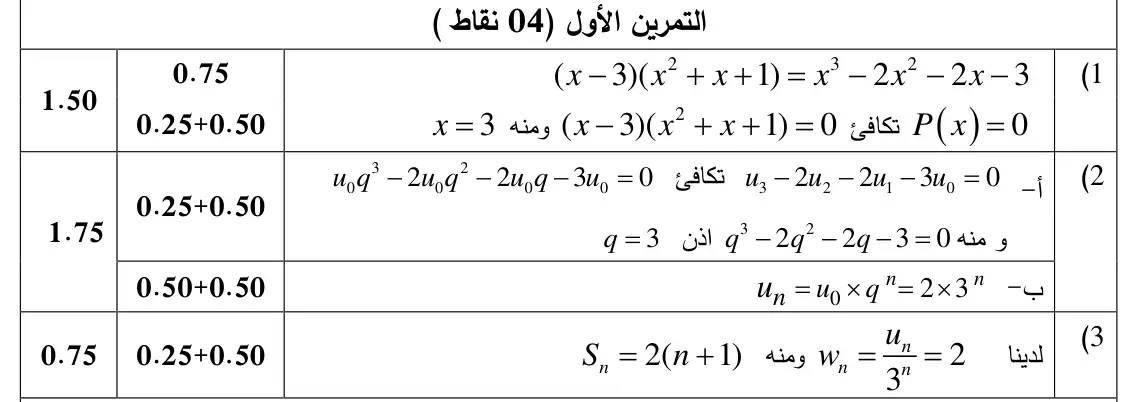 التمرين الأول (04 نقاط )
1) (x−3)(x²+x+1) = x³−2x²−2x−3 0.75 1.50
P(x)=0 تكافئ (x−3)(x²+x+1)=0 ومنه x=3 0.25+0.50
2) أ- u₃−2u₂−2u₁−3u₀=0 تكافئ u₀q³−2u₀q²−2u₀q−3u₀=0 0.25+0.50 1.75
و منه q³−2q²−2q−3=0 اذن q=3
ب- uₙ = u₀×qⁿ = 2×3ⁿ 0.50+0.50
3) لدينا wₙ = uₙ/3ⁿ = 2 ومنه Sₙ = 2(n+1) 0.25+0.50 0.75